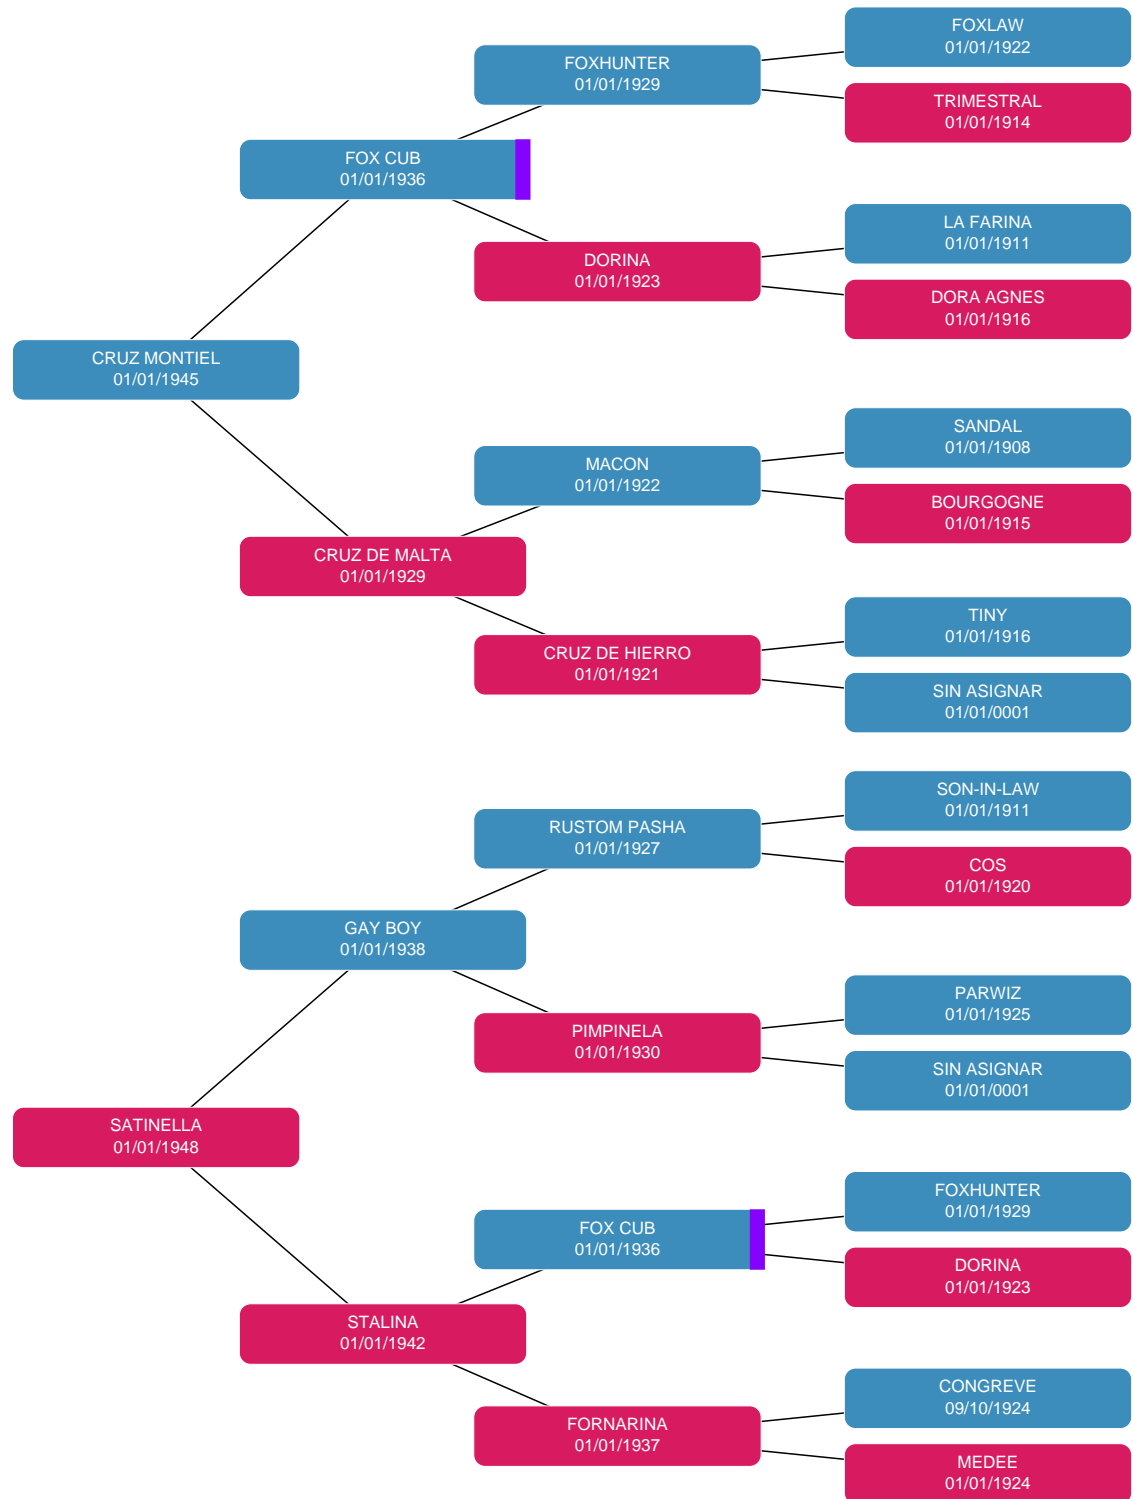 FOXLAW
01/01/1922
FOXHUNTER
01/01/1929
TRIMESTRAL
01/01/1914
FOX CUB
01/01/1936
LA FARINA
01/01/1911
DORINA
01/01/1923
DORA AGNES
01/01/1916
CRUZ MONTIEL
01/01/1945
SANDAL
01/01/1908
MACON
01/01/1922
BOURGOGNE
01/01/1915
CRUZ DE MALTA
01/01/1929
TINY
01/01/1916
CRUZ DE HIERRO
01/01/1921
SIN ASIGNAR
01/01/0001
SON-IN-LAW
01/01/1911
RUSTOM PASHA
01/01/1927
COS
01/01/1920
GAY BOY
01/01/1938
PARWIZ
01/01/1925
PIMPINELA
01/01/1930
SIN ASIGNAR
01/01/0001
SATINELLA
01/01/1948
FOXHUNTER
01/01/1929
FOX CUB
01/01/1936
DORINA
01/01/1923
STALINA
01/01/1942
CONGREVE
09/10/1924
FORNARINA
01/01/1937
MEDEE
01/01/1924